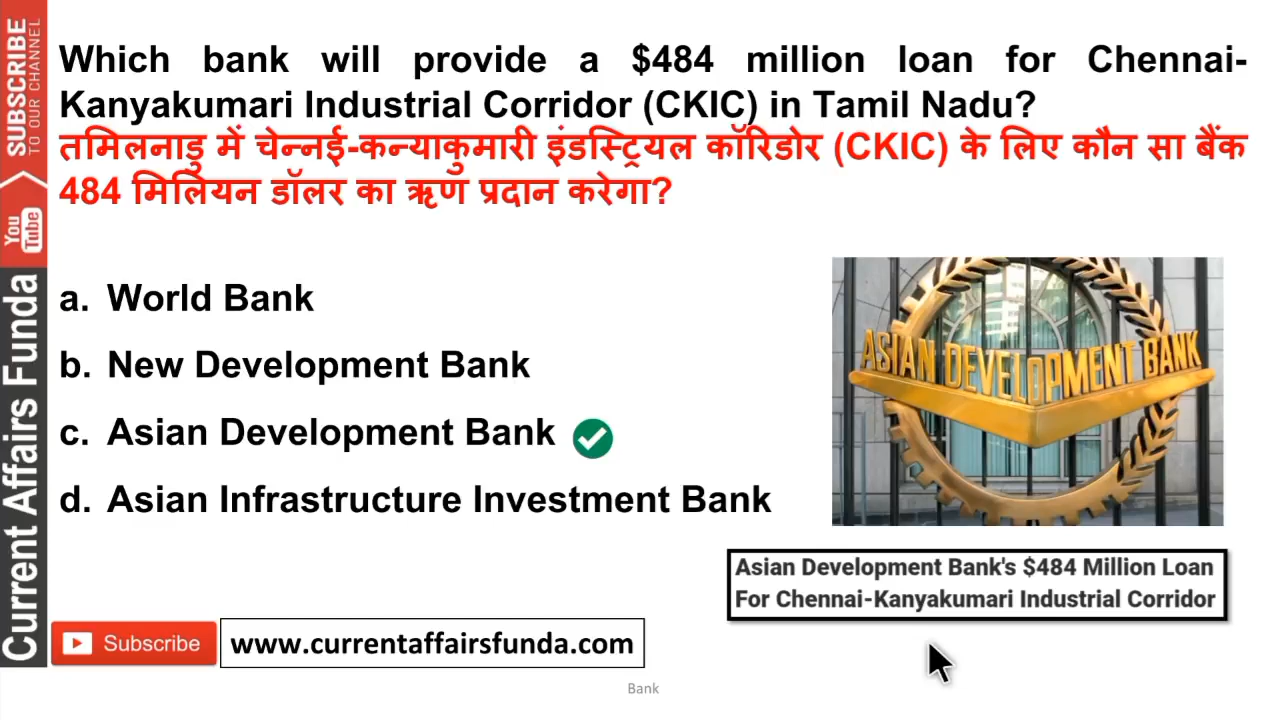 SUBSCRIBE
TO OUR CHANNEL
You
Tube
Current Affairs Funda
Which bank will provide a $484 million loan for Chennai-
Kanyakumari Industrial Corridor (CKIC) in Tamil Nadu?
तमिलनाडु में चेन्नई-कन्याकुमारी इंडस्ट्रियल कॉरिडोर (CKIC) के लिए कौन सा बैंक
484 मिलियन डॉलर का ऋण प्रदान करेगा?
a. World Bank
b. New Development Bank
c. Asian Development Bank
d. Asian Infrastructure Investment Bank
ASIAN DEVELOPMENT BANK
Asian Development Bank's $484 Million Loan
For Chennai-Kanyakumari Industrial Corridor
Subscribe
www.currentaffairsfunda.com
Bank